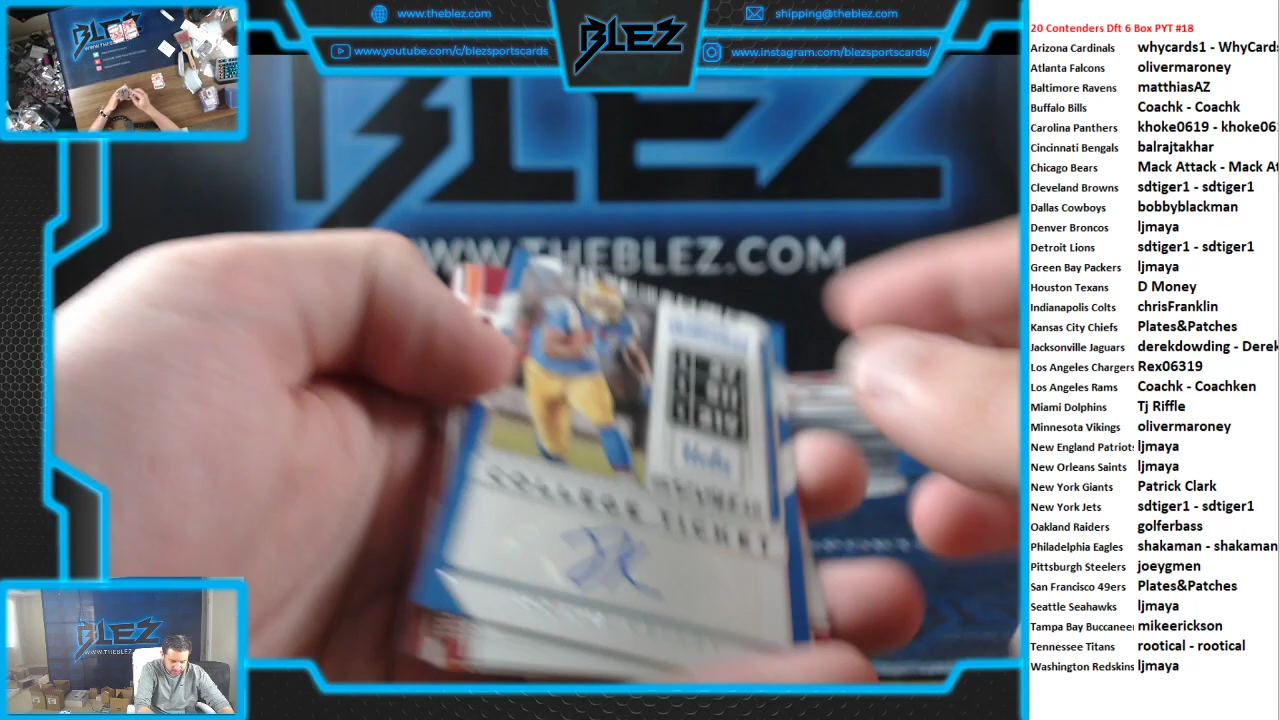 www.theblez.com
shipping@theblez.com
www.youtube.com/c/blezsportscards
BLEZ
www.instagram.com/blezsportscards/
BLEZ
WWW.THEBLEZ.COM
COLLEGE TICKET
20 Contenders Dft 6 Box PYT #18
Arizona Cardinals whycards1 - WhyCard
Atlanta Falcons olivermaroney
Baltimore Ravens matthiasAZ
Buffalo Bills Coachk - Coachk
Carolina Panthers khoke0619 - khoke06
Cincinnati Bengals balrajtakhar
Chicago Bears Mack Attack - Mack At
Cleveland Browns sdtiger1 - sdtiger1
Dallas Cowboys bobbyblackman
Denver Broncos ljmaya
Detroit Lions sdtiger1 - sdtiger1
Green Bay Packers ljmaya
Houston Texans D Money
Indianapolis Colts chrisFranklin
Kansas City Chiefs Plates&Patches
Jacksonville Jaguars derekdowding - Derek
Los Angeles Chargers Rex06319
Los Angeles Rams Coachk - Coachken
Miami Dolphins Tj Riffle
Minnesota Vikings olivermaroney
New England Patriots ljmaya
New Orleans Saints ljmaya
New York Giants Patrick Clark
New York Jets sdtiger1 - sdtiger1
Oakland Raiders golferbass
Philadelphia Eagles shakaman - shakaman
Pittsburgh Steelers joeygmen
San Francisco 49ers Plates&Patches
Seattle Seahawks ljmaya
Tampa Bay Buccaneer mikeerickson
Tennessee Titans rootical - rootical
Washington Redskins ljmaya
BLEZ